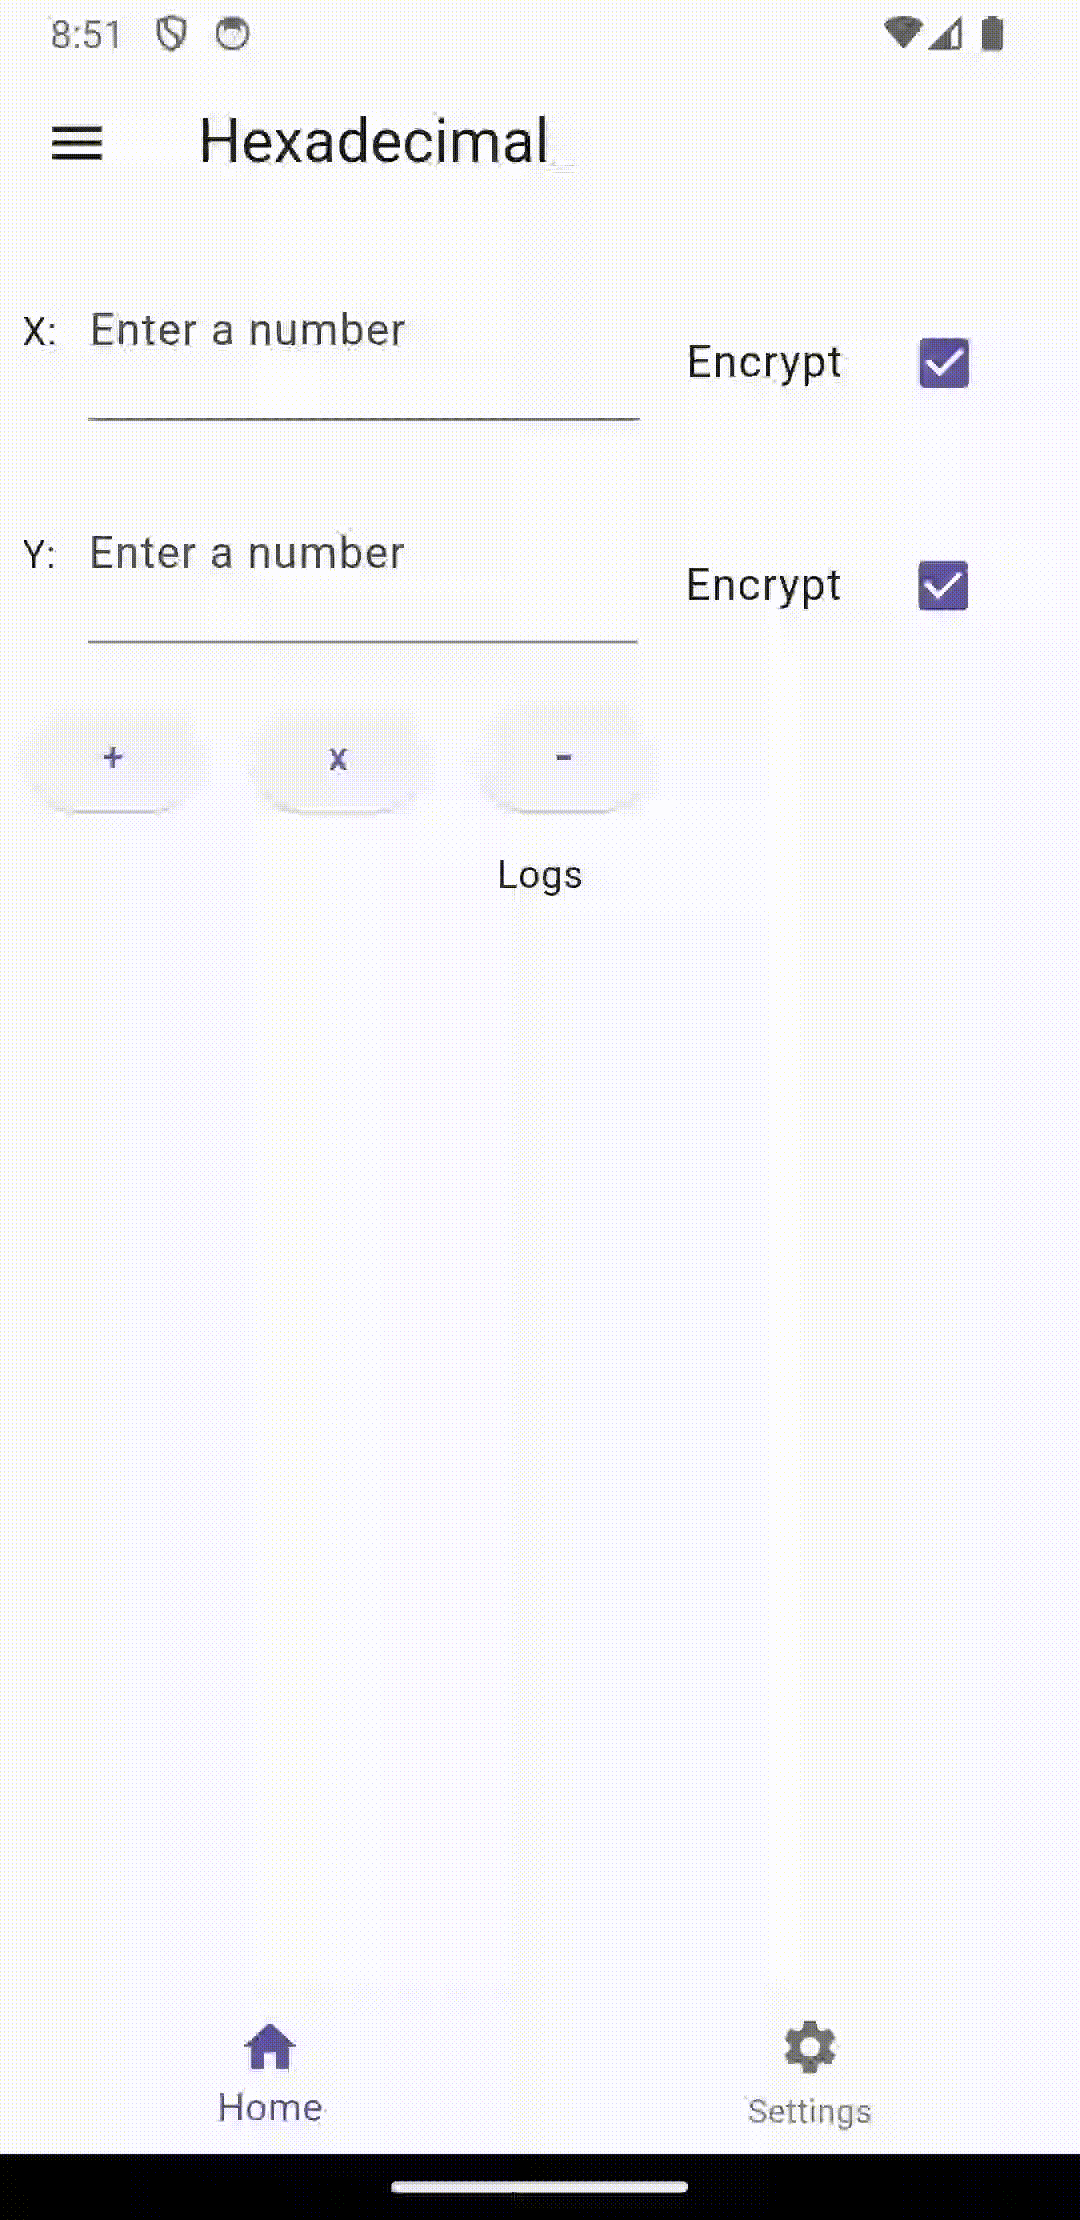 8:51
Hexadecimal
X: Enter a number
Encrypt
Y: Enter a number
Encrypt
+ x -
Logs
Home
Settings